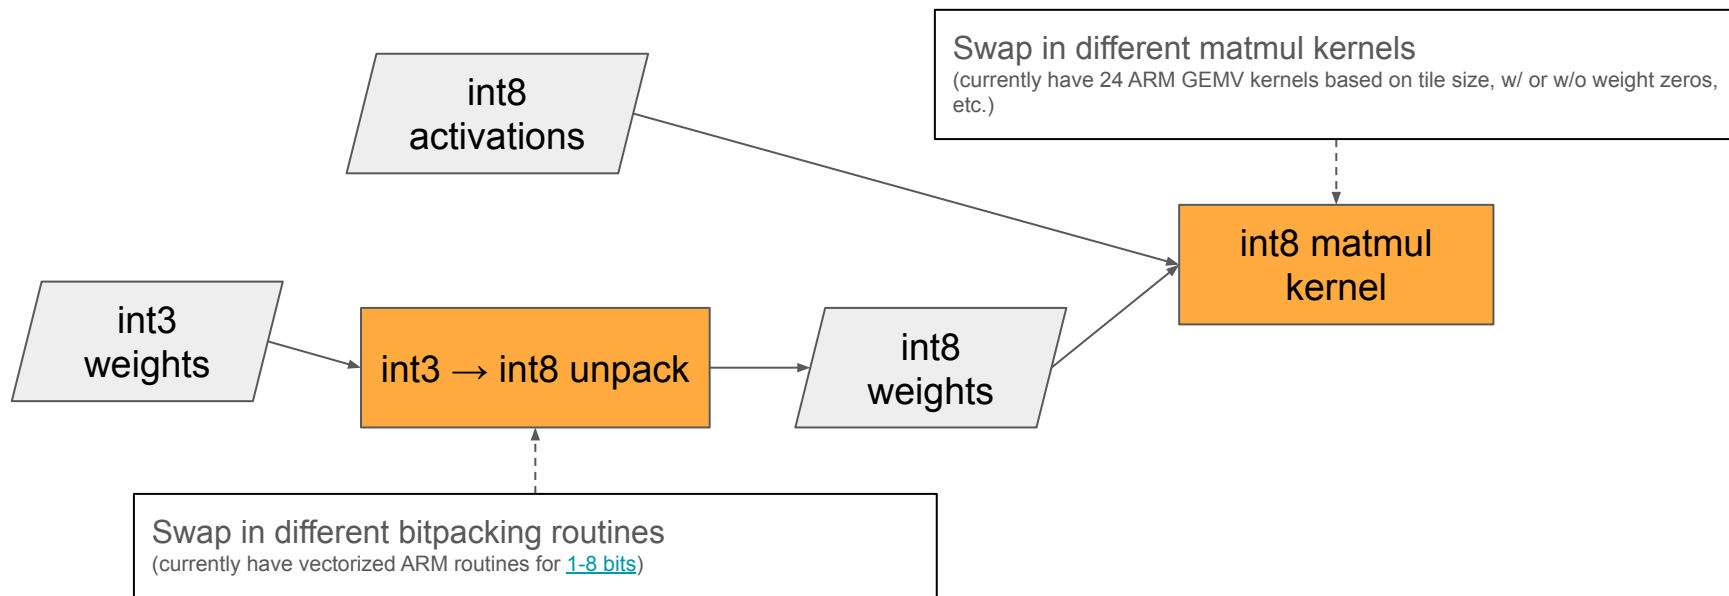 Swap in different matmul kernels
(currently have 24 ARM GEMV kernels based on tile size, w/ or w/o weight zeros,
etc.)
int8
activations
int8 matmul
kernel
int3
weights
int3 → int8 unpack
int8
weights
Swap in different bitpacking routines
(currently have vectorized ARM routines for 1-8 bits)